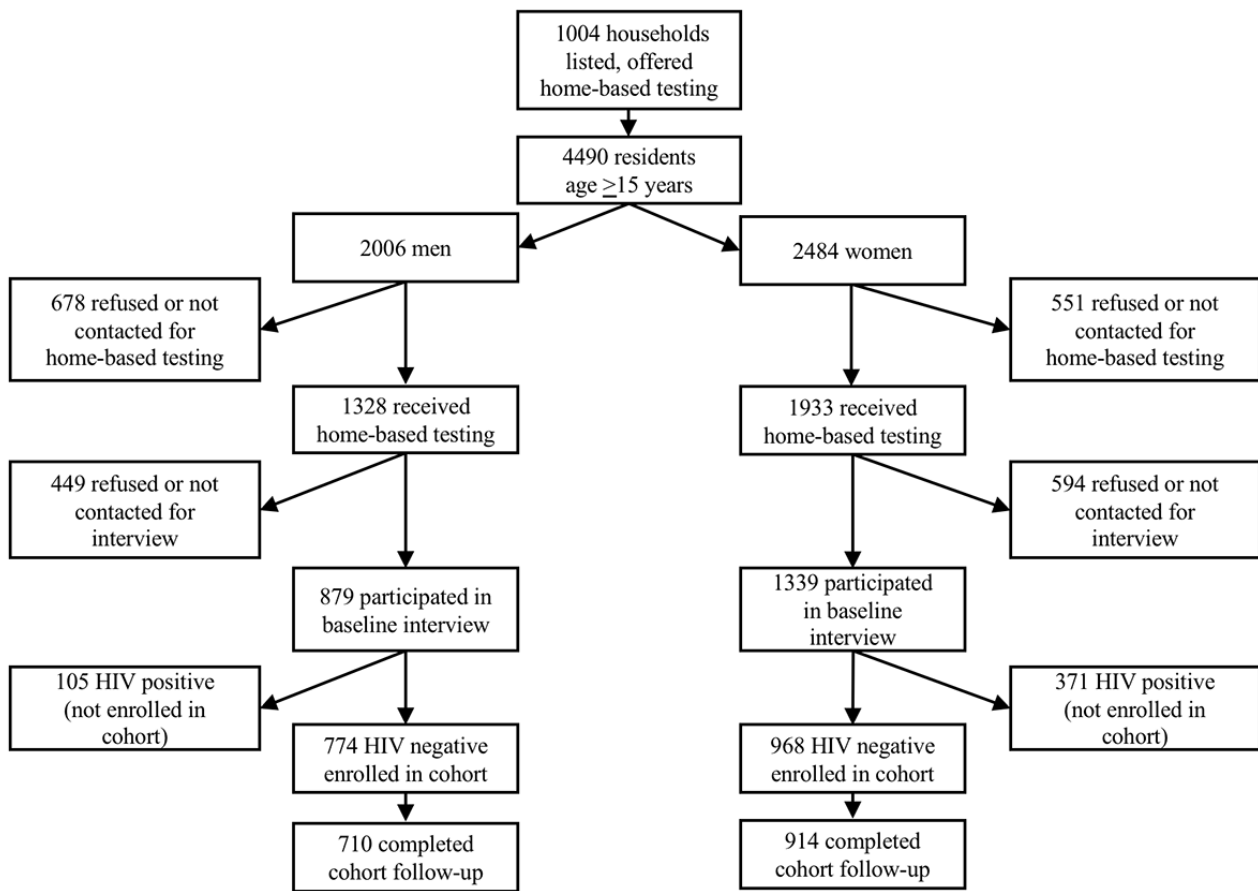 1004 households
listed, offered
home-based testing
4490 residents
age ≥15 years
2006 men
2484 women
678 refused or not
contacted for
home-based testing
551 refused or not
contacted for
home-based testing
1328 received
home-based testing
1933 received
home-based testing
449 refused or not
contacted for
interview
594 refused or not
contacted for
interview
879 participated in
baseline interview
1339 participated
in baseline
interview
105 HIV positive
(not enrolled in
cohort)
371 HIV positive
(not enrolled in
cohort)
774 HIV negative
enrolled in cohort
968 HIV negative
enrolled in cohort
710 completed
cohort follow-up
914 completed
cohort follow-up